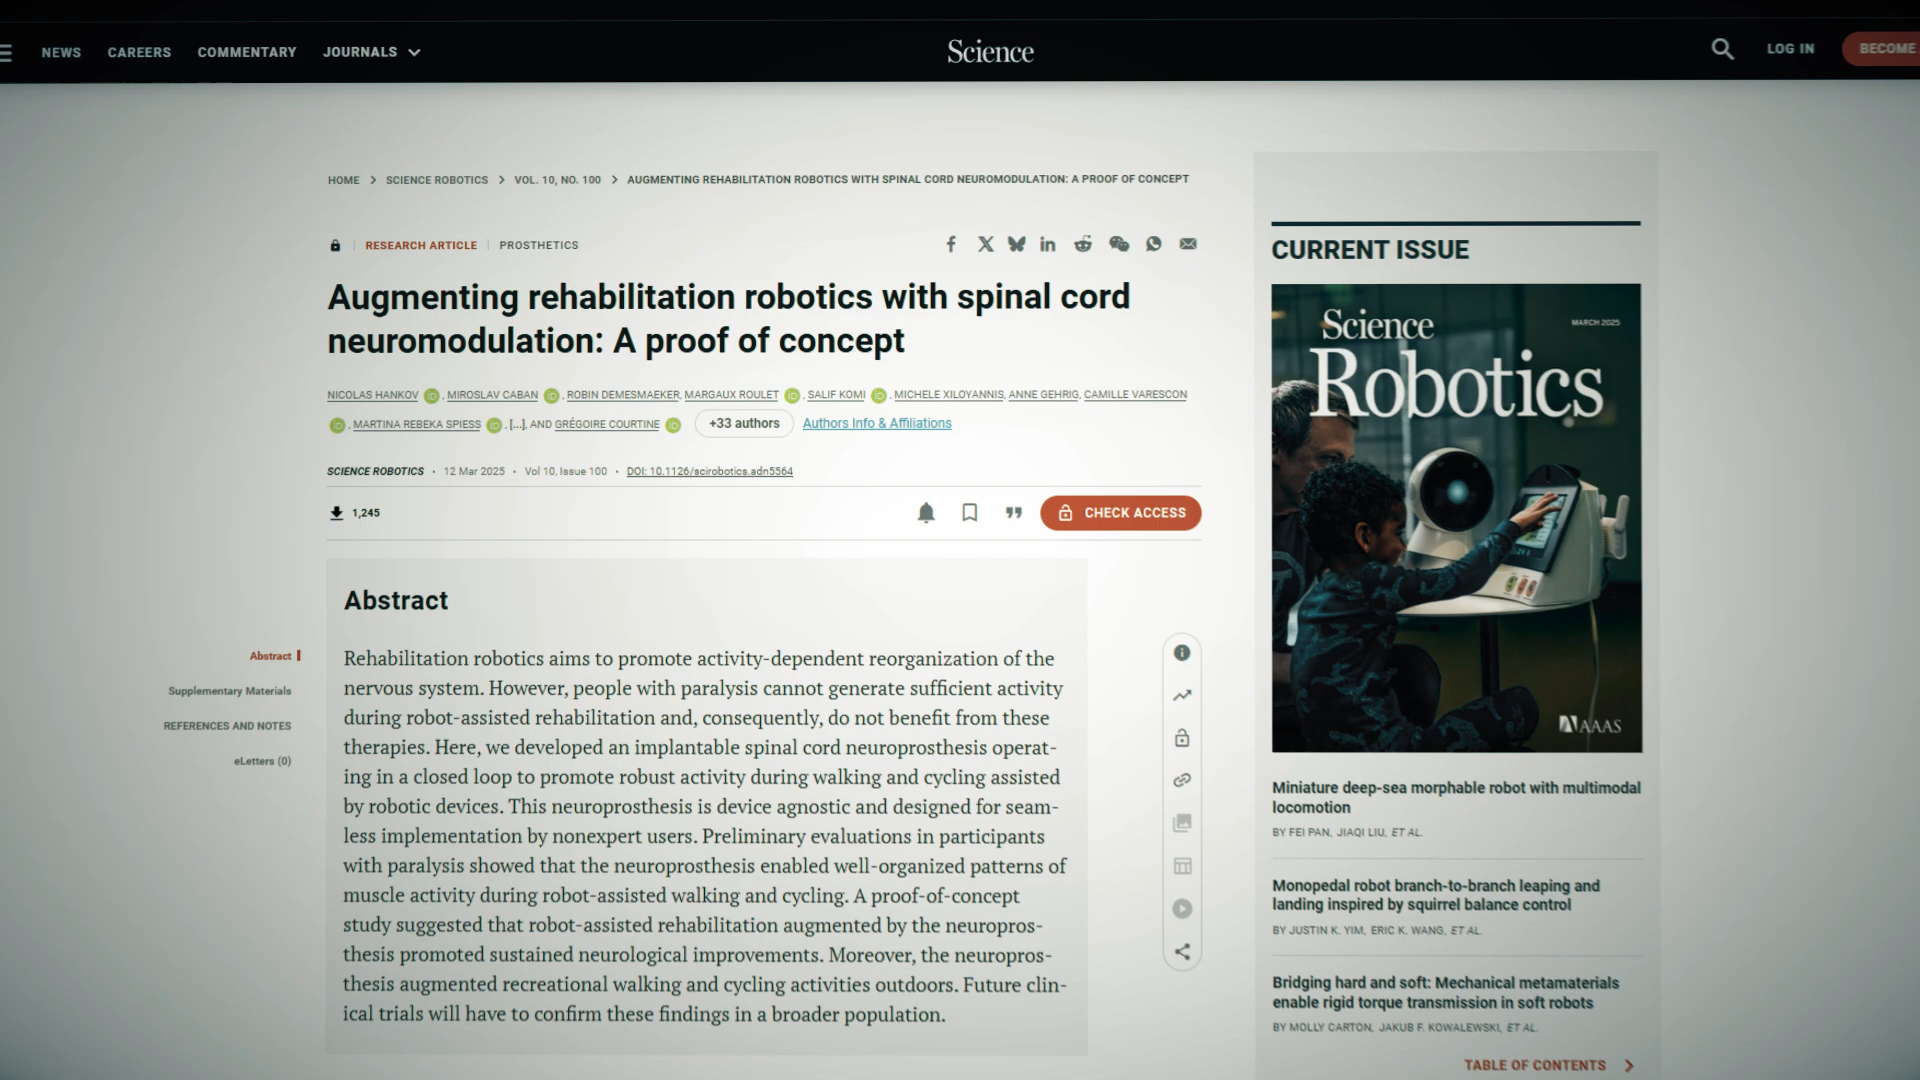 NEWS CAREERS COMMENTARY JOURNALS
Science
LOG IN BECOME
HOME > SCIENCE ROBOTICS > VOL. 10, NO. 100 > AUGMENTING REHABILITATION ROBOTICS WITH SPINAL CORD NEUROMODULATION: A PROOF OF CONCEPT
RESEARCH ARTICLE | PROSTHETICS
Augmenting rehabilitation robotics with spinal cord
neuromodulation: A proof of concept
NICOLAS HANKOV iD, MIROSLAV CABAN iD, ROBIN DEMESMAEKER, MARGAUX ROULET iD, SALIF KOMI iD, MICHELE XILOYANNIS, ANNE GEHRIG, CAMILLE VARESCON
iD, MARTINA REBEKA SPIESS iD, [...], AND GRÉGOIRE COURTINE iD +33 authors Authors Info & Affiliations
SCIENCE ROBOTICS · 12 Mar 2025 · Vol 10, Issue 100 · DOI: 10.1126/scirobotics.adn5564
1,245
CHECK ACCESS
Abstract
Rehabilitation robotics aims to promote activity-dependent reorganization of the
nervous system. However, people with paralysis cannot generate sufficient activity
during robot-assisted rehabilitation and, consequently, do not benefit from these
therapies. Here, we developed an implantable spinal cord neuroprosthesis operat-
ing in a closed loop to promote robust activity during walking and cycling assisted
by robotic devices. This neuroprosthesis is device agnostic and designed for seam-
less implementation by nonexpert users. Preliminary evaluations in participants
with paralysis showed that the neuroprosthesis enabled well-organized patterns of
muscle activity during robot-assisted walking and cycling. A proof-of-concept
study suggested that robot-assisted rehabilitation augmented by the neuropros-
thesis promoted sustained neurological improvements. Moreover, the neuropros-
thesis augmented recreational walking and cycling activities outdoors. Future clin-
ical trials will have to confirm these findings in a broader population.
Abstract
Supplementary Materials
REFERENCES AND NOTES
eLetters (0)
CURRENT ISSUE
Science
MARCH 2025
Robotics
AAAS
Miniature deep-sea morphable robot with multimodal
locomotion
BY FEI PAN, JIAQI LIU, ET AL.
Monopedal robot branch-to-branch leaping and
landing inspired by squirrel balance control
BY JUSTIN K. YIM, ERIC K. WANG, ET AL.
Bridging hard and soft: Mechanical metamaterials
enable rigid torque transmission in soft robots
BY MOLLY CARTON, JAKUB F. KOWALEWSKI, ET AL.
TABLE OF CONTENTS >